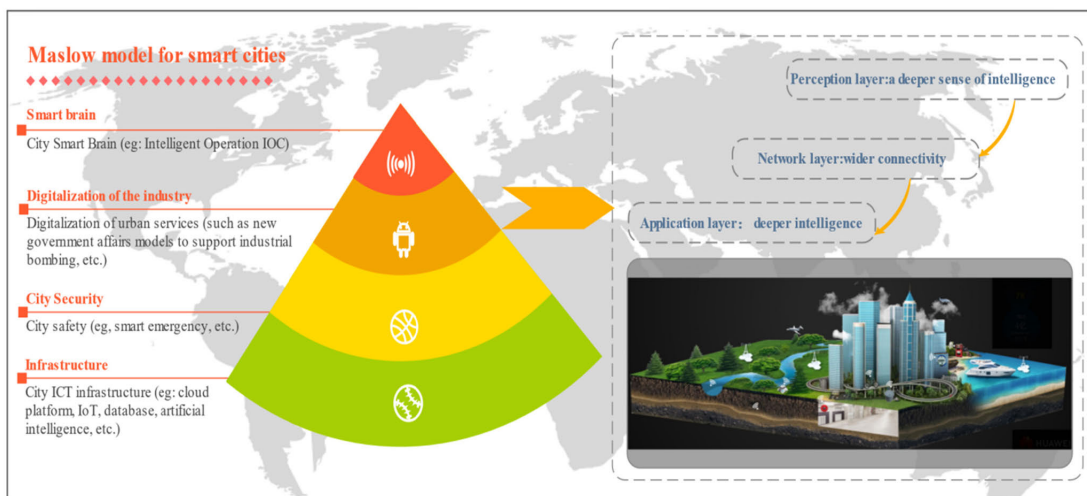 Maslow model for smart cities
Smart brain
City Smart Brain (eg: Intelligent Operation IOC)
Digitalization of the industry
Digitalization of urban services (such as new
government affairs models to support industrial
bombing, etc.)
City Security
City safety (eg, smart emergency, etc.)
Infrastructure
City ICT infrastructure (eg: cloud
platform, IoT, database, artificial
intelligence, etc.)
Perception layer:a deeper sense of intelligence
Network layer:wider connectivity
Application layer: deeper intelligence
HUAWEI